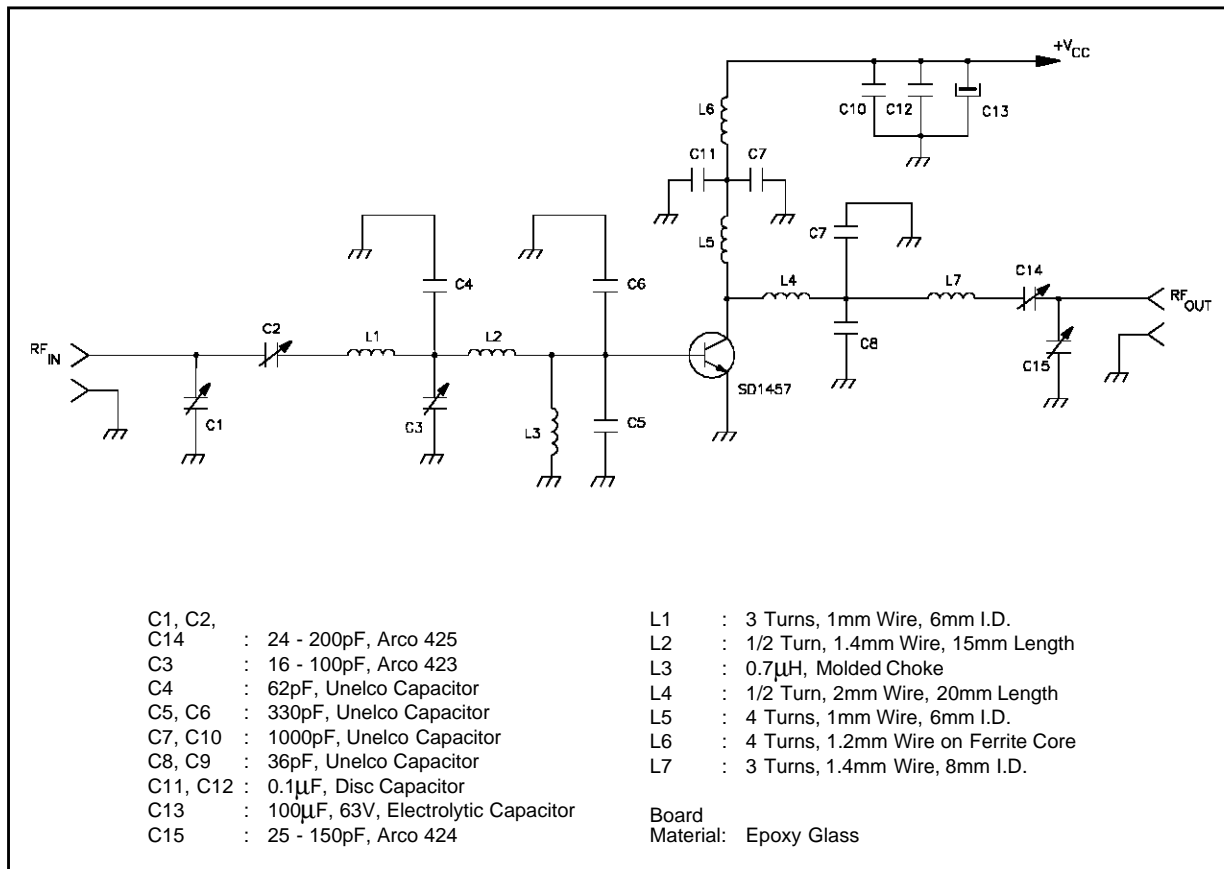 +VCC
L6
C10
C12
C13
C11
C7
L5
C7
C4
C6
L4
L7
C14
RFIN
C2
L1
L2
RFOUT
C8
C15
SD1457
C1
C3
L3
C5
C1, C2,
C14 : 24 - 200pF, Arco 425
C3 : 16 - 100pF, Arco 423
C4 : 62pF, Unelco Capacitor
C5, C6 : 330pF, Unelco Capacitor
C7, C10 : 1000pF, Unelco Capacitor
C8, C9 : 36pF, Unelco Capacitor
C11, C12 : 0.1µF, Disc Capacitor
C13 : 100µF, 63V, Electrolytic Capacitor
C15 : 25 - 150pF, Arco 424
L1 : 3 Turns, 1mm Wire, 6mm I.D.
L2 : 1/2 Turn, 1.4mm Wire, 15mm Length
L3 : 0.7µH, Molded Choke
L4 : 1/2 Turn, 2mm Wire, 20mm Length
L5 : 4 Turns, 1mm Wire, 6mm I.D.
L6 : 4 Turns, 1.2mm Wire on Ferrite Core
L7 : 3 Turns, 1.4mm Wire, 8mm I.D.
Board
Material: Epoxy Glass